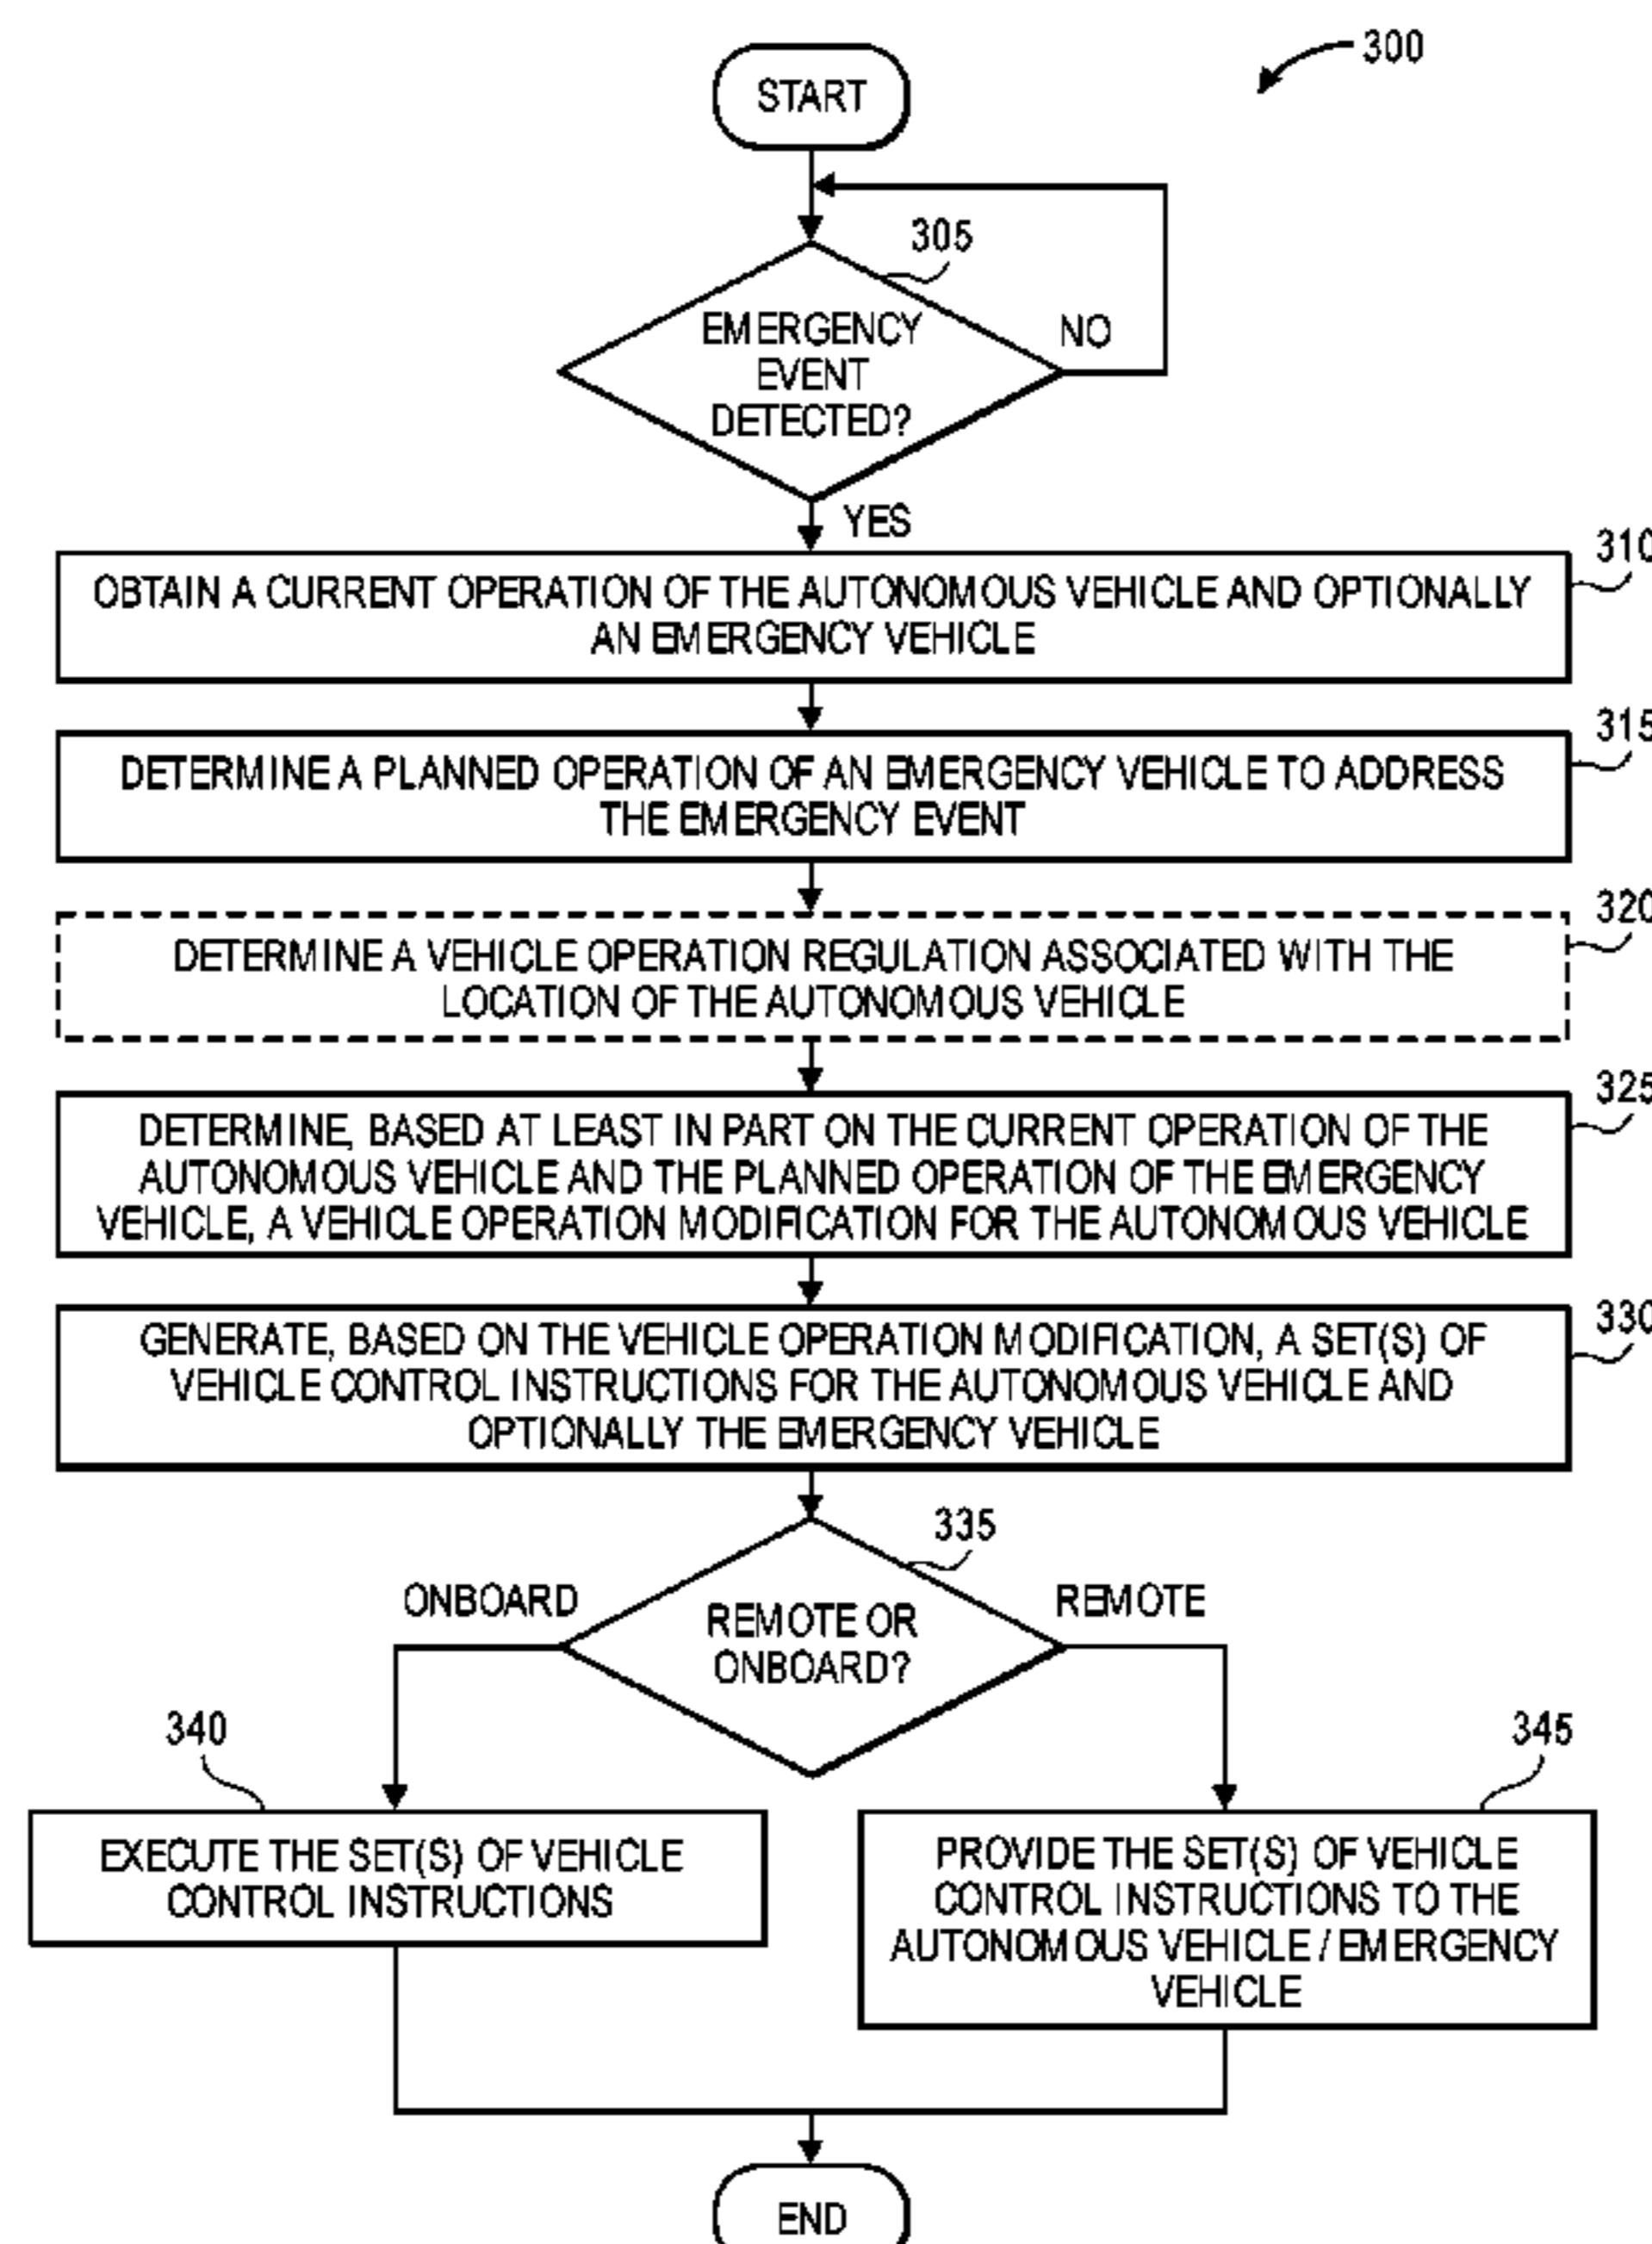 300
START
305
EMERGENCY
EVENT
DETECTED?
NO
YES
310
OBTAIN A CURRENT OPERATION OF THE AUTONOMOUS VEHICLE AND OPTIONALLY
AN EMERGENCY VEHICLE
315
DETERMINE A PLANNED OPERATION OF AN EMERGENCY VEHICLE TO ADDRESS
THE EMERGENCY EVENT
320
DETERMINE A VEHICLE OPERATION REGULATION ASSOCIATED WITH THE
LOCATION OF THE AUTONOMOUS VEHICLE
325
DETERMINE, BASED AT LEAST IN PART ON THE CURRENT OPERATION OF THE
AUTONOMOUS VEHICLE AND THE PLANNED OPERATION OF THE EMERGENCY
VEHICLE, A VEHICLE OPERATION MODIFICATION FOR THE AUTONOMOUS VEHICLE
330
GENERATE, BASED ON THE VEHICLE OPERATION MODIFICATION, A SET(S) OF
VEHICLE CONTROL INSTRUCTIONS FOR THE AUTONOMOUS VEHICLE AND
OPTIONALLY THE EMERGENCY VEHICLE
335
ONBOARD
REMOTE OR
ONBOARD?
REMOTE
340
EXECUTE THE SET(S) OF VEHICLE
CONTROL INSTRUCTIONS
345
PROVIDE THE SET(S) OF VEHICLE
CONTROL INSTRUCTIONS TO THE
AUTONOMOUS VEHICLE / EMERGENCY
VEHICLE
END